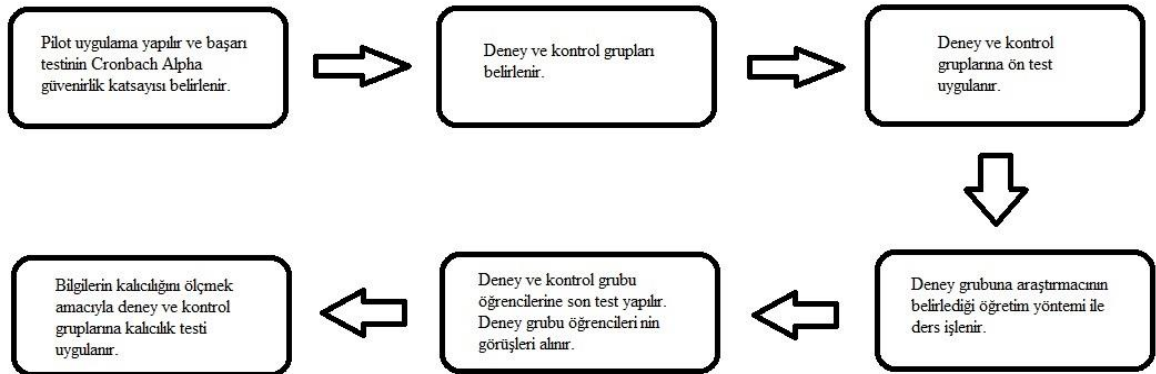 Pilot uygulama yapılır ve başarı
testinin Cronbach Alpha
güvenirlik katsayısı belirlenir.
Deney ve kontrol grupları
belirlenir.
Deney ve kontrol
gruplarına ön test
uygulanır.
Deney grubuna araştırmacının
belirlediği öğretim yöntemi ile
ders işlenir.
Deney ve kontrol grubu
öğrencilerine son test yapılır.
Deney grubu öğrencileri nin
görüşleri alınır.
Bilgilerin kalıcılığını ölçmek
amacıyla deney ve kontrol
gruplarına kalıcılık testi
uygulanır.